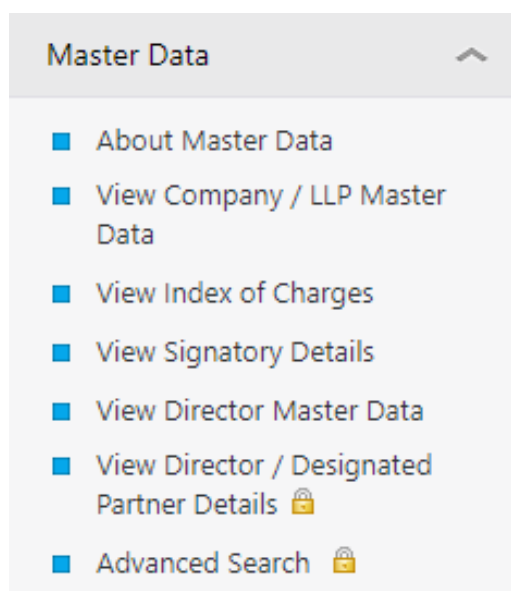 Master Data
About Master Data
View Company / LLP Master
Data
View Index of Charges
View Signatory Details
View Director Master Data
View Director / Designated
Partner Details
Advanced Search